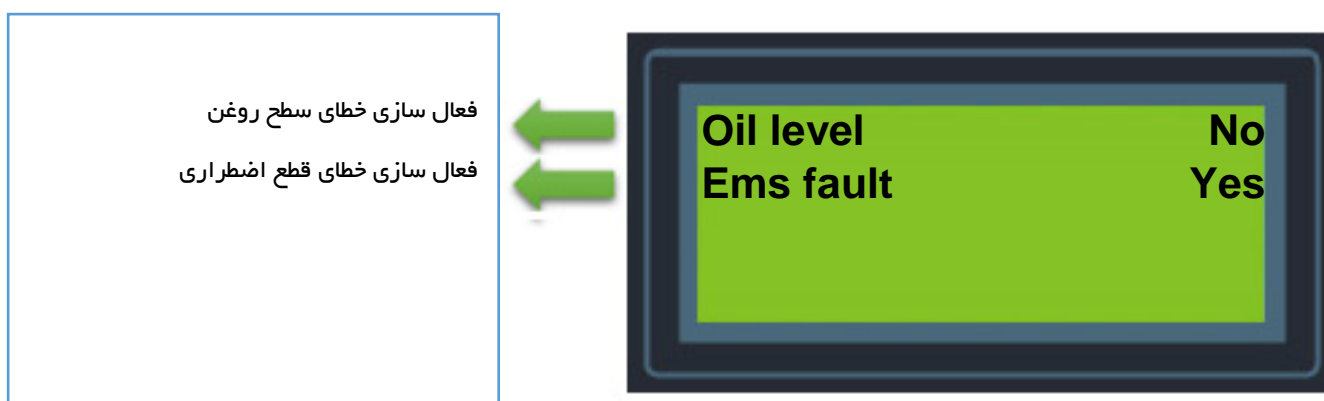 فعال سازی خطای سطح روغن
فعال سازی خطای قطع اضطراری
Oil level No
Ems fault Yes